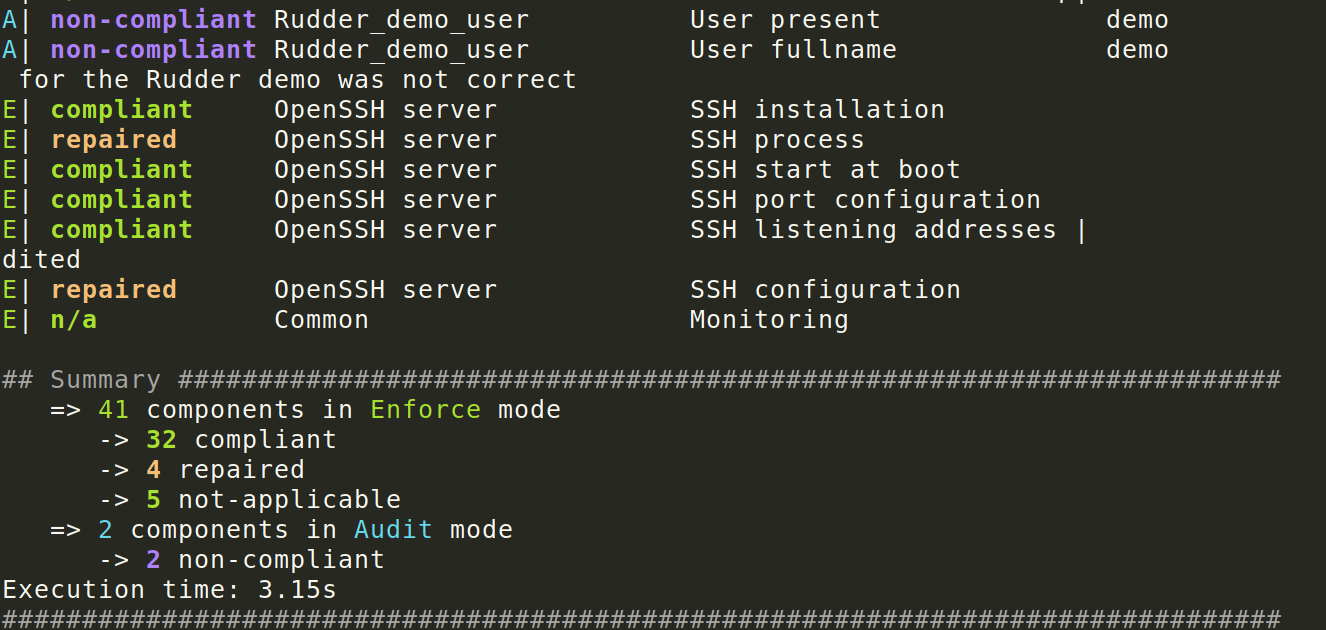 A| non-compliant Rudder_demo_user User present demo
A| non-compliant Rudder_demo_user User fullname demo
for the Rudder demo was not correct
E| compliant OpenSSH server SSH installation
E| repaired OpenSSH server SSH process
E| compliant OpenSSH server SSH start at boot
E| compliant OpenSSH server SSH port configuration
E| compliant OpenSSH server SSH listening addresses |
dited
E| repaired OpenSSH server SSH configuration
E| n/a Common Monitoring
## Summary #####################################################################
=> 41 components in Enforce mode
-> 32 compliant
-> 4 repaired
-> 5 not-applicable
=> 2 components in Audit mode
-> 2 non-compliant
Execution time: 3.15s
################################################################################